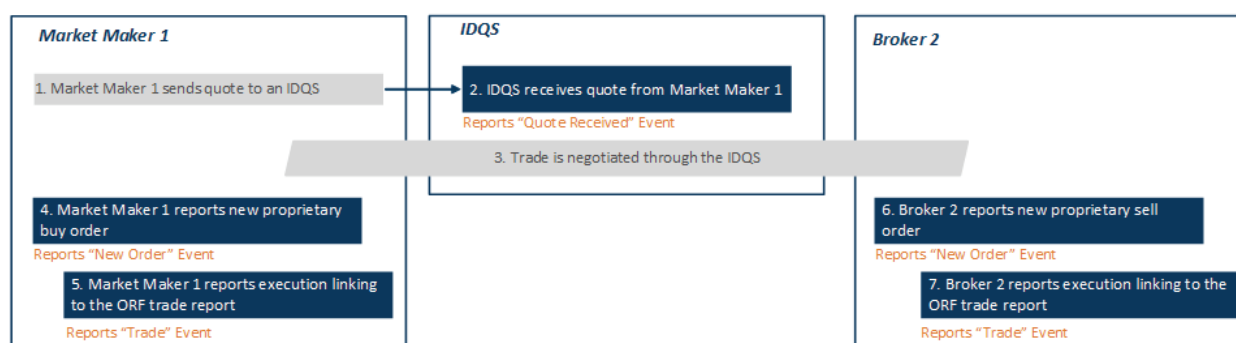 Market Maker 1
IDQS
Broker 2
1. Market Maker 1 sends quote to an IDQS
2. IDQS receives quote from Market Maker 1
Reports “Quote Received” Event
3. Trade is negotiated through the IDQS
4. Market Maker 1 reports new proprietary
buy order
Reports “New Order” Event
5. Market Maker 1 reports execution linking
to the ORF trade report
Reports “Trade” Event
6. Broker 2 reports new proprietary sell
order
Reports “New Order” Event
7. Broker 2 reports execution linking to the
ORF trade report
Reports “Trade” Event